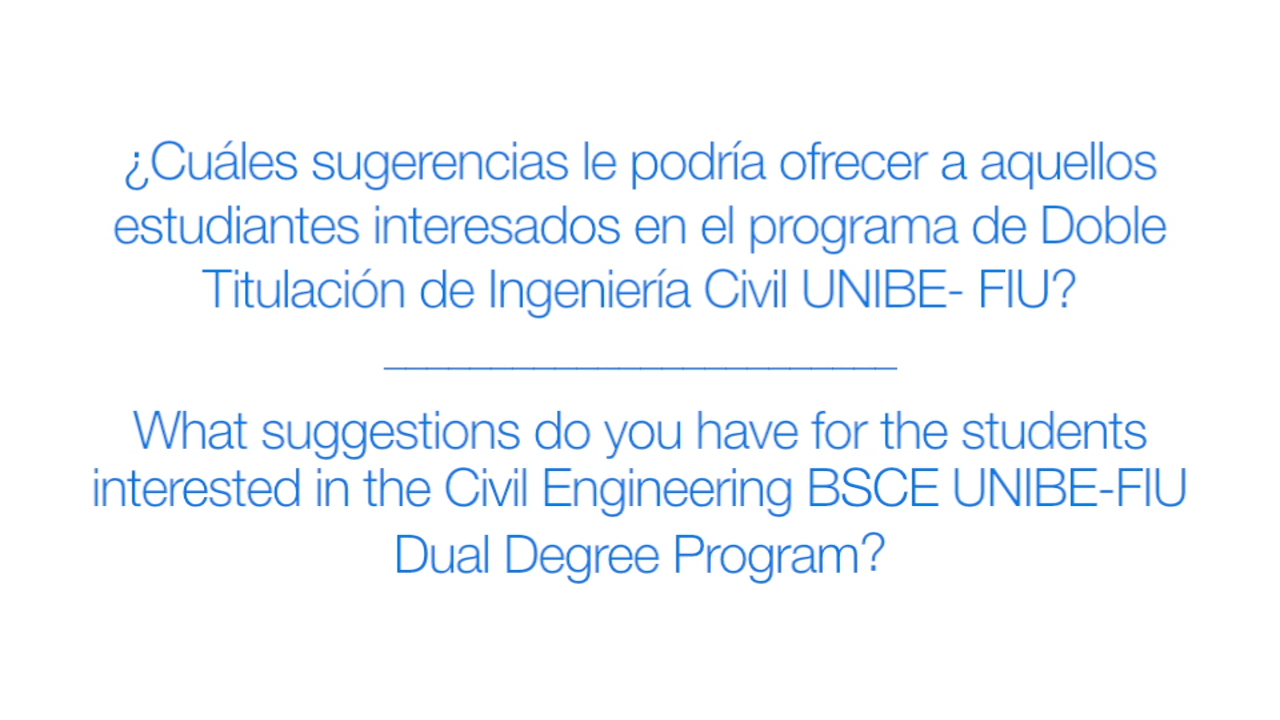 ¿Cuáles sugerencias le podría ofrecer a aquellos
estudiantes interesados en el programa de Doble
Titulación de Ingeniería Civil UNIBE- FIU?
________________________
What suggestions do you have for the students
interested in the Civil Engineering BSCE UNIBE-FIU
Dual Degree Program?